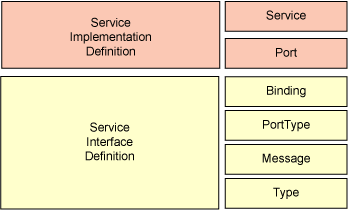 Service
Implementation
Definition
Service
Port
Service
Interface
Definition
Binding
PortType
Message
Type